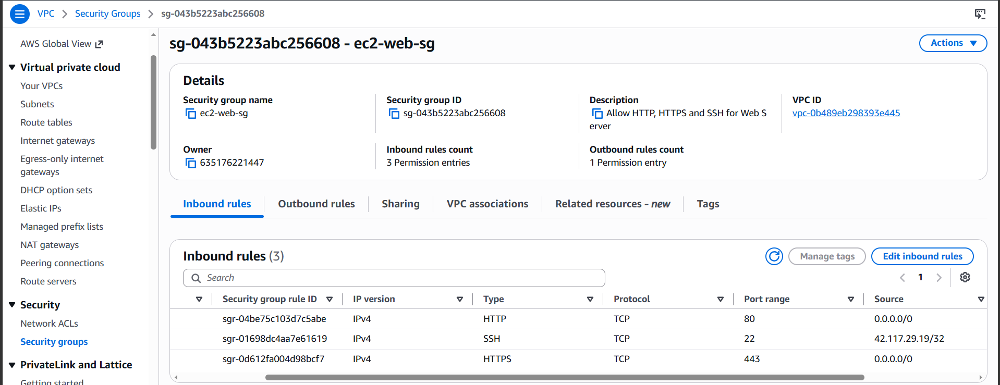 VPC > Security Groups > sg-043b5223abc256608
AWS Global View
Virtual private cloud
Your VPCs
Subnets
Route tables
Internet gateways
Egress-only internet
gateways
DHCP option sets
Elastic IPs
Managed prefix lists
NAT gateways
Peering connections
Route servers
Security
Network ACLs
Security groups
PrivateLink and Lattice
Getting started
sg-043b5223abc256608 - ec2-web-sg
Actions
Details
Security group name
ec2-web-sg
Security group ID
sg-043b5223abc256608
Description
Allow HTTP, HTTPS and SSH for Web S
erver
VPC ID
vpc-0b489eb298393e445
Owner
635176221447
Inbound rules count
3 Permission entries
Outbound rules count
1 Permission entry
Inbound rules Outbound rules Sharing VPC associations Related resources - new Tags
Inbound rules (3)
Manage tags Edit inbound rules
Search
1
Security group rule ID IP version Type Protocol Port range Source
sgr-04be75c103d7c5abe IPv4 HTTP TCP 80 0.0.0.0/0
sgr-01698dc4aa7e61619 IPv4 SSH TCP 22 42.117.29.19/32
sgr-0d612fa004d98bcf7 IPv4 HTTPS TCP 443 0.0.0.0/0